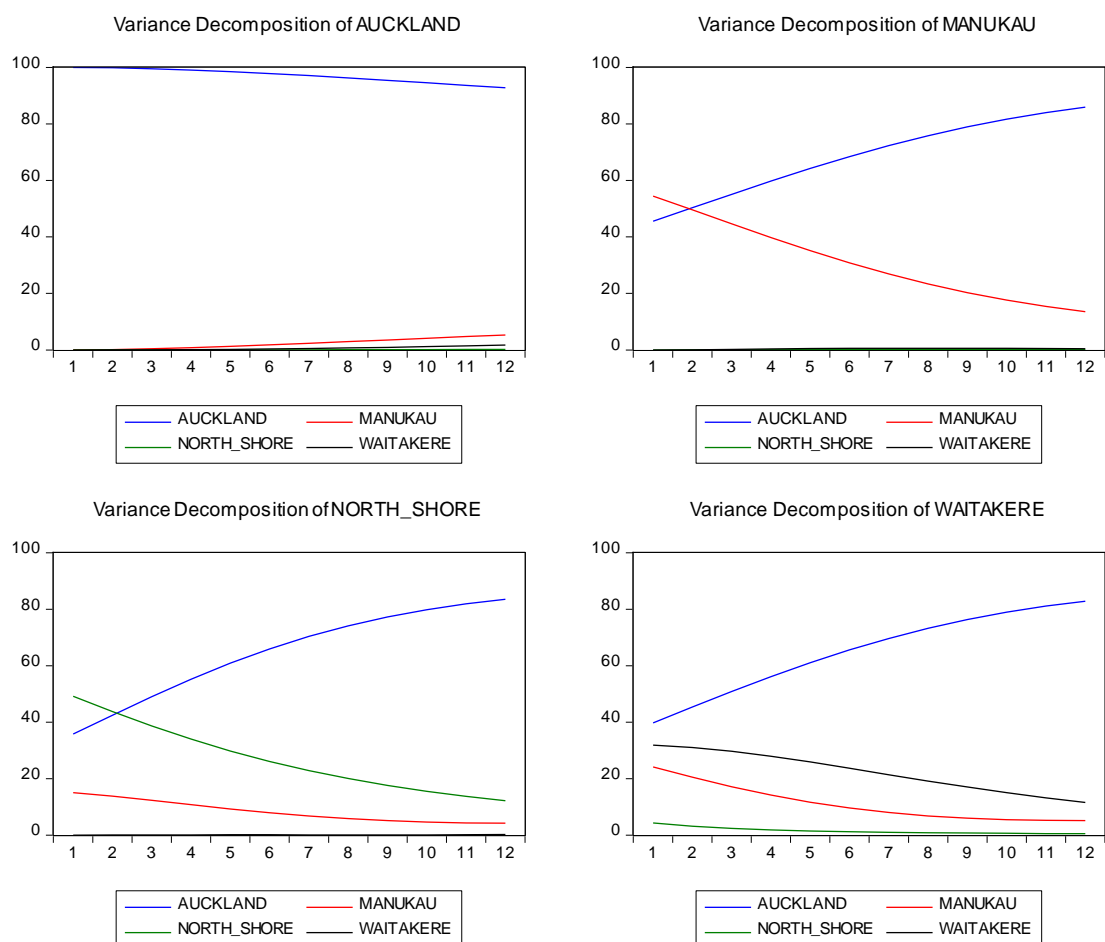 Variance Decomposition of AUCKLAND
100
80
60
40
20
0
1 2 3 4 5 6 7 8 9 10 11 12
AUCKLAND MANUKAU
NORTH_SHORE WAITAKERE
Variance Decomposition of MANUKAU
100
80
60
40
20
0
1 2 3 4 5 6 7 8 9 10 11 12
AUCKLAND MANUKAU
NORTH_SHORE WAITAKERE
Variance Decomposition of NORTH_SHORE
100
80
60
40
20
0
1 2 3 4 5 6 7 8 9 10 11 12
AUCKLAND MANUKAU
NORTH_SHORE WAITAKERE
Variance Decomposition of WAITAKERE
100
80
60
40
20
0
1 2 3 4 5 6 7 8 9 10 11 12
AUCKLAND MANUKAU
NORTH_SHORE WAITAKERE